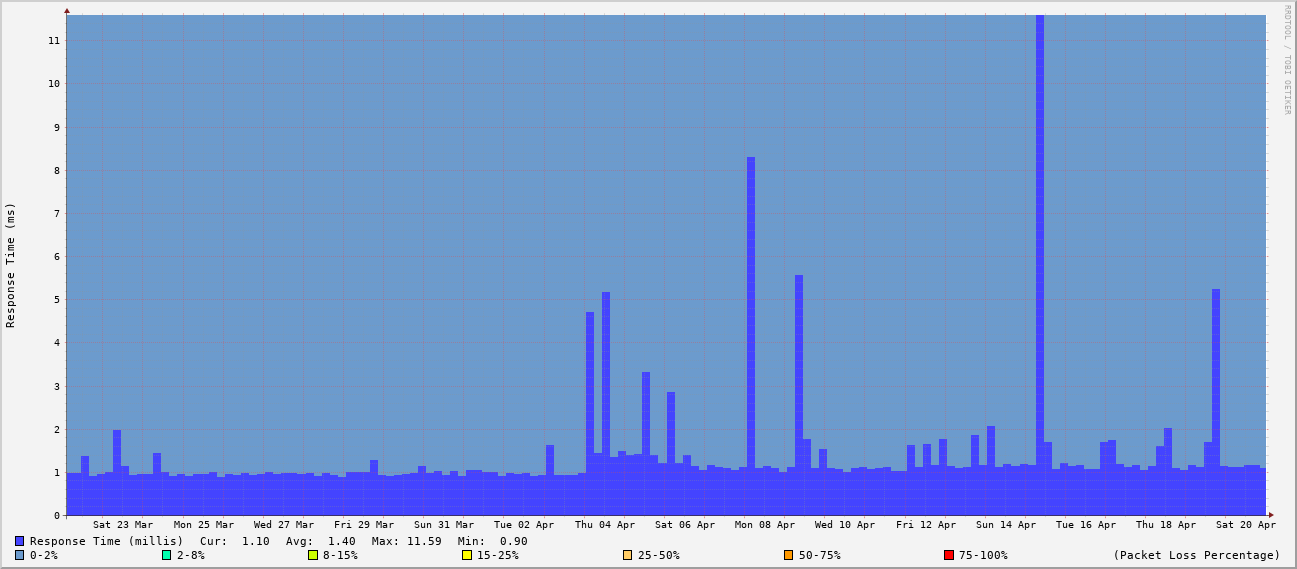 RRDTOOL / TOBI OETIKER
Response Time (ms)
11
10
9
8
7
6
5
4
3
2
1
0
Sat 23 Mar Mon 25 Mar Wed 27 Mar Fri 29 Mar Sun 31 Mar Tue 02 Apr Thu 04 Apr Sat 06 Apr Mon 08 Apr Wed 10 Apr Fri 12 Apr Sun 14 Apr Tue 16 Apr Thu 18 Apr Sat 20 Apr
Response Time (millis) Cur: 1.10 Avg: 1.40 Max: 11.59 Min: 0.90
0-2% 2-8% 8-15% 15-25% 25-50% 50-75% 75-100% (Packet Loss Percentage)